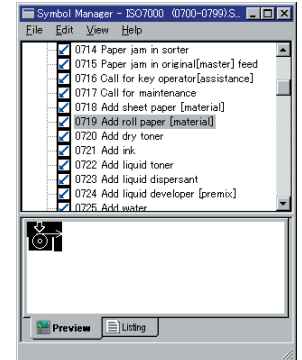 Symbol Manager - ISO7000 (0700-0799).S...
File Edit View Help
0714 Paper jam in sorter
0715 Paper jam in original[master] feed
0716 Call for key operator[assistance]
0717 Call for maintenance
0718 Add sheet paper [material]
0719 Add roll paper [material]
0720 Add dry toner
0721 Add ink
0722 Add liquid toner
0723 Add liquid dispersant
0724 Add liquid developer [premix]
0725 Add water
Preview Listing